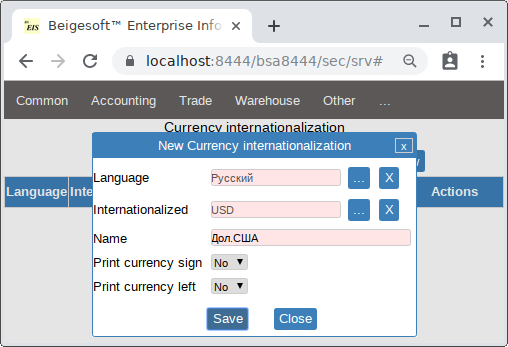 EIS
Beigesoft™ Enterprise Info
localhost:8444/bsa8444/sec/srv#
Common Accounting Trade Warehouse Other ...
Currency internationalization
New Currency internationalization x
Language Inte Actions
Language Русский ... X
Internationalized USD ... X
Name Дол.США
Print currency sign No
Print currency left No
Save Close